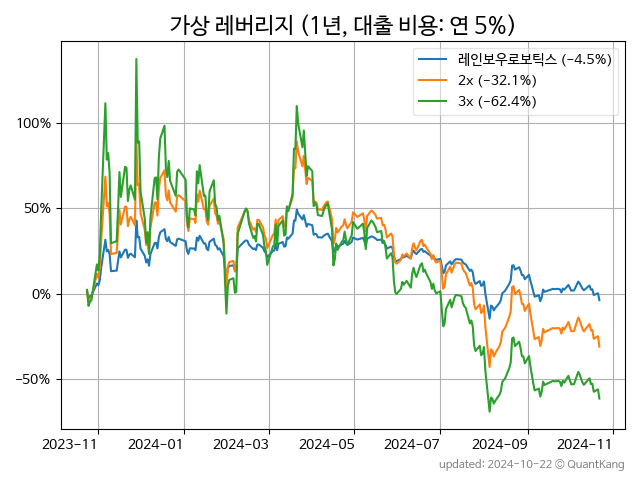 가상 레버리지 (1년, 대출 비용: 연 5%)
레인보우로보틱스 (−4.5%)
2x (−32.1%)
3x (−62.4%)
100%
50%
0%
−50%
2023−11
2024−01
2024−03
2024−05
2024−07
2024−09
2024−11
updated: 2024-10-22 © QuantKang